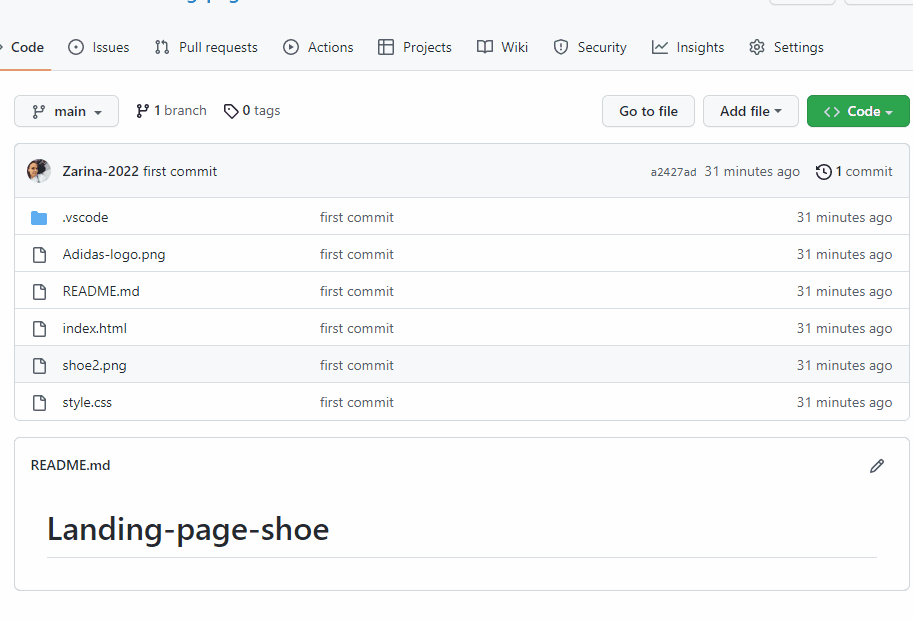 Code Issues Pull requests Actions Projects Wiki Security Insights Settings
main 1 branch 0 tags Go to file Add file Code
Zarina-2022 first commit a2427ad 31 minutes ago 1 commit
.vscode first commit 31 minutes ago
Adidas-logo.png first commit 31 minutes ago
README.md first commit 31 minutes ago
index.html first commit 31 minutes ago
shoe2.png first commit 31 minutes ago
style.css first commit 31 minutes ago
README.md
Landing-page-shoe